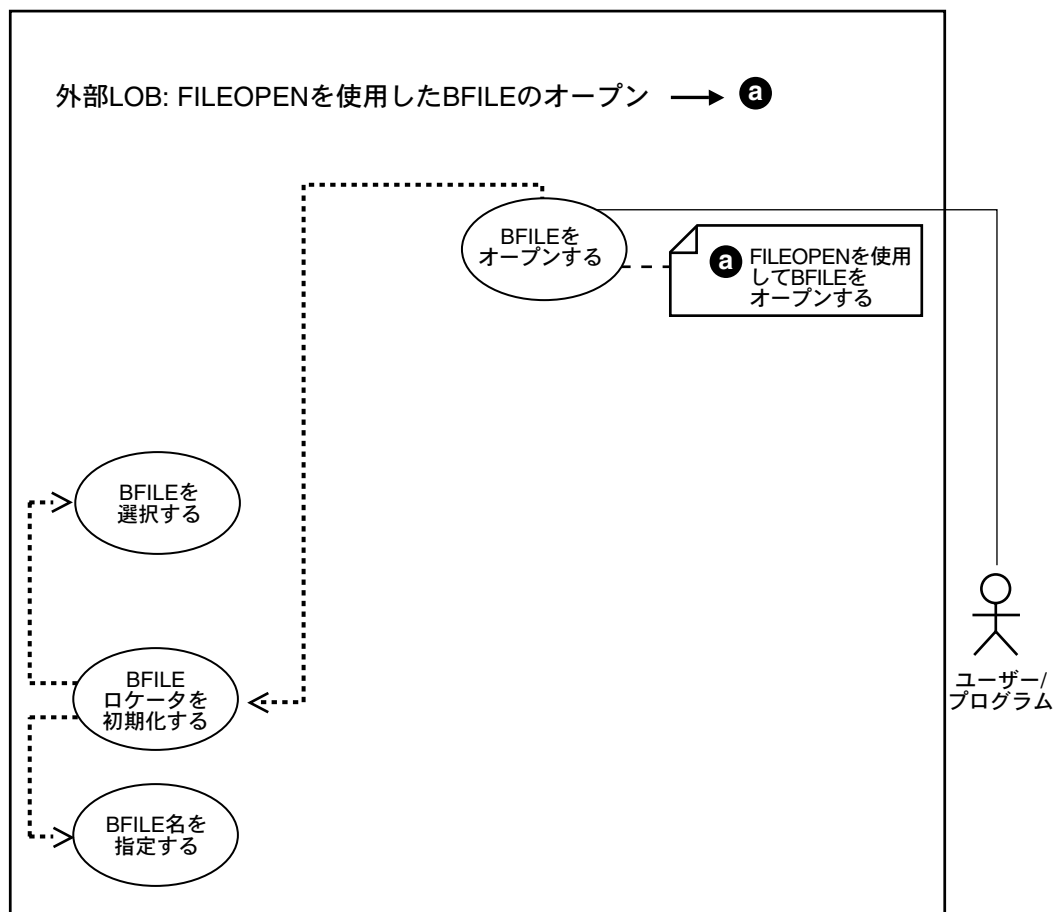 外部LOB: FILEOPENを使用したBFILEのオープン → a
BFILEを
オープンする
a FILEOPENを使用
してBFILEを
オープンする
BFILEを
選択する
BFILE
ロケータを
初期化する
ユーザー/
プログラム
BFILE名を
指定する